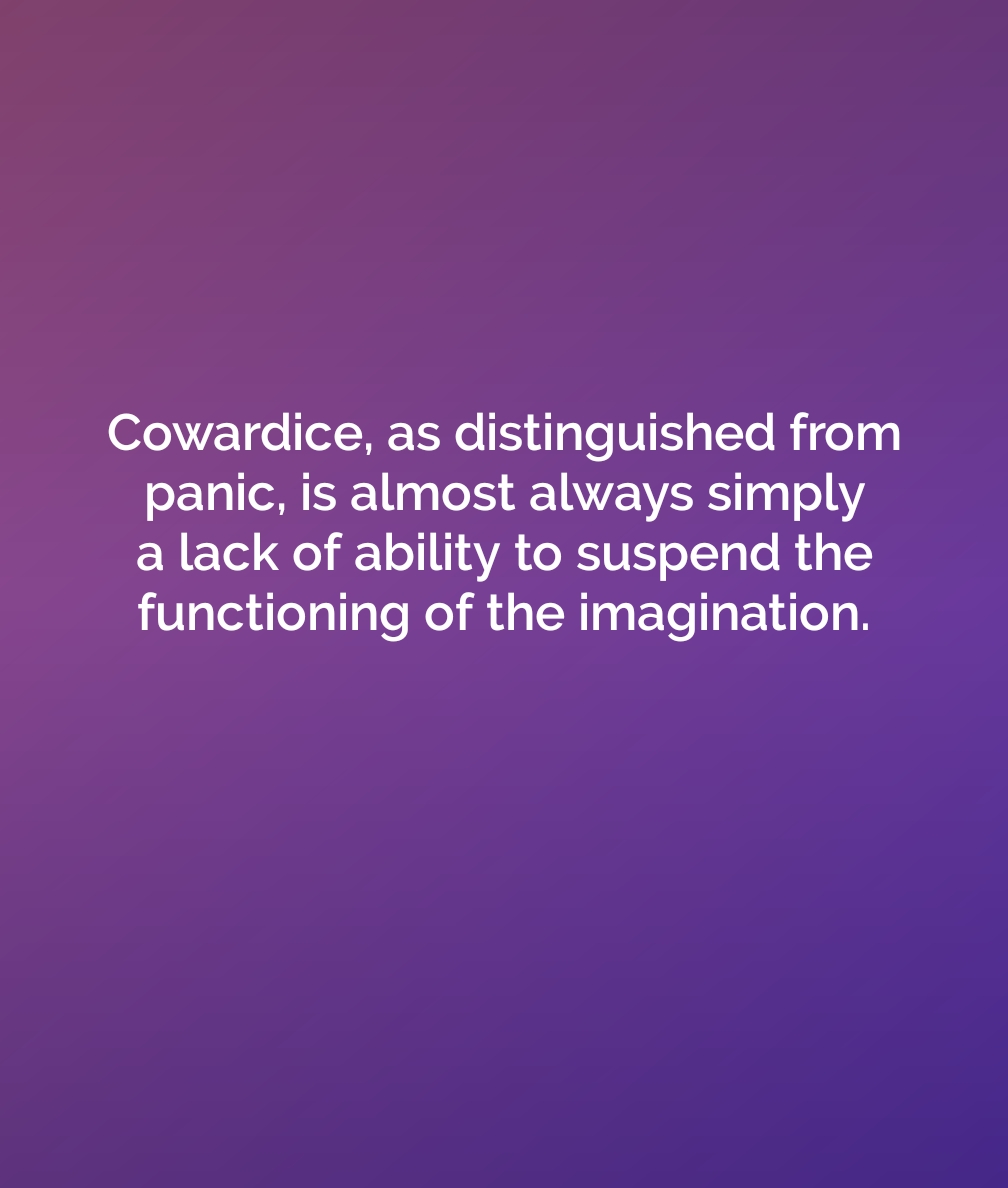 Cowardice, as distinguished from
panic, is almost always simply
a lack of ability to suspend the
functioning of the imagination.